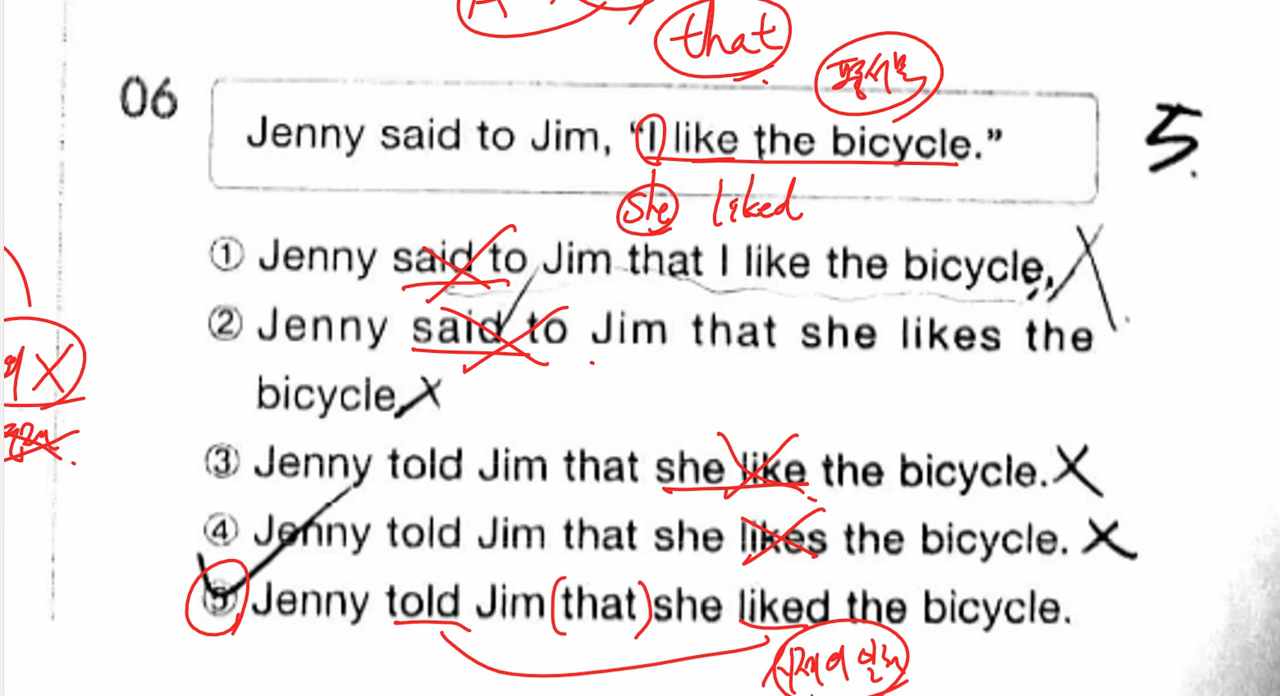 that
평서문
06
Jenny said to Jim, “I like the bicycle.”
5.
she liked
① Jenny said to Jim that I like the bicycle.
② Jenny said to Jim that she likes the
bicycle.
X
③ Jenny told Jim that she like the bicycle.
④ Jenny told Jim that she likes the bicycle.
⑤ Jenny told Jim (that) she liked the bicycle.
시제의 일치